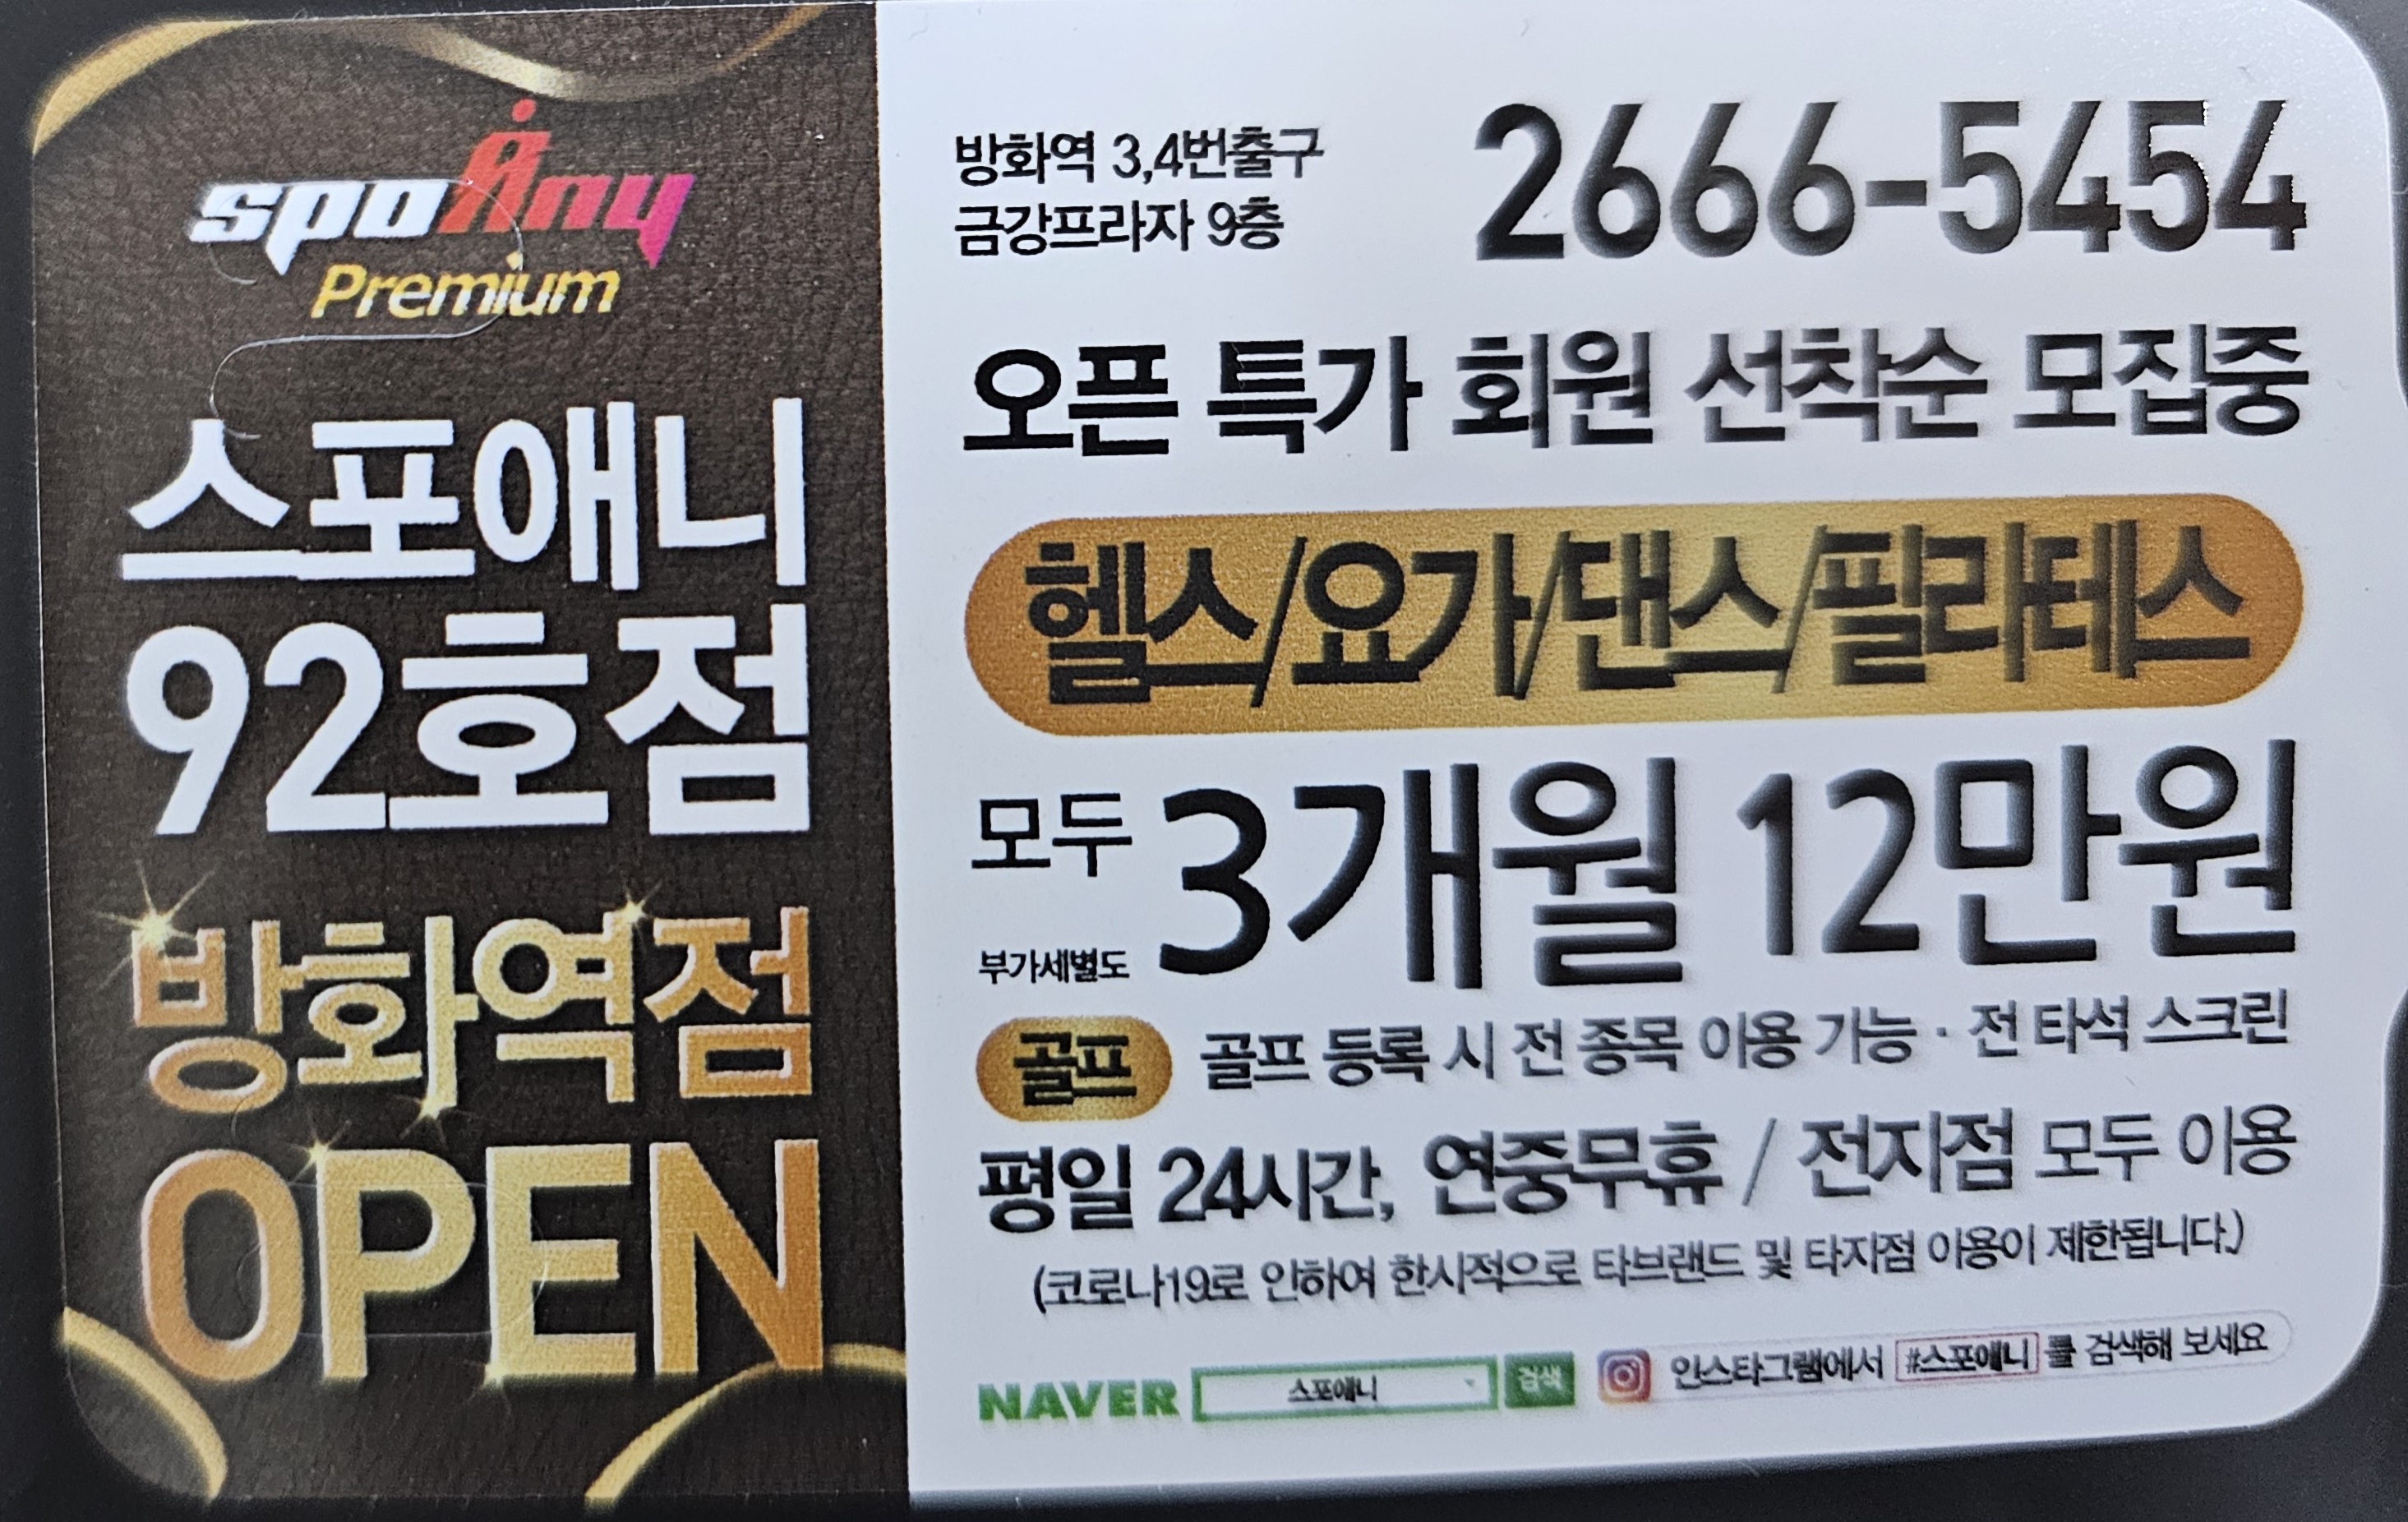 spoAny
Premium
스포애니
92호점
방화역점
OPEN
방화역 3,4번출구
금강프라자 9층
2666-5454
오픈 특가 회원 선착순 모집중
헬스/요가/댄스/필라테스
모두 3개월 12만원
부가세별도
골프 골프 등록 시 전 종목 이용 가능 · 전 타석 스크린
평일 24시간, 연중무휴 / 전지점 모두 이용
(코로나19로 인하여 한시적으로 타브랜드 및 타지점 이용이 제한됩니다.)
NAVER 스포애니 검색 인스타그램에서 #스포애니 를 검색해 보세요